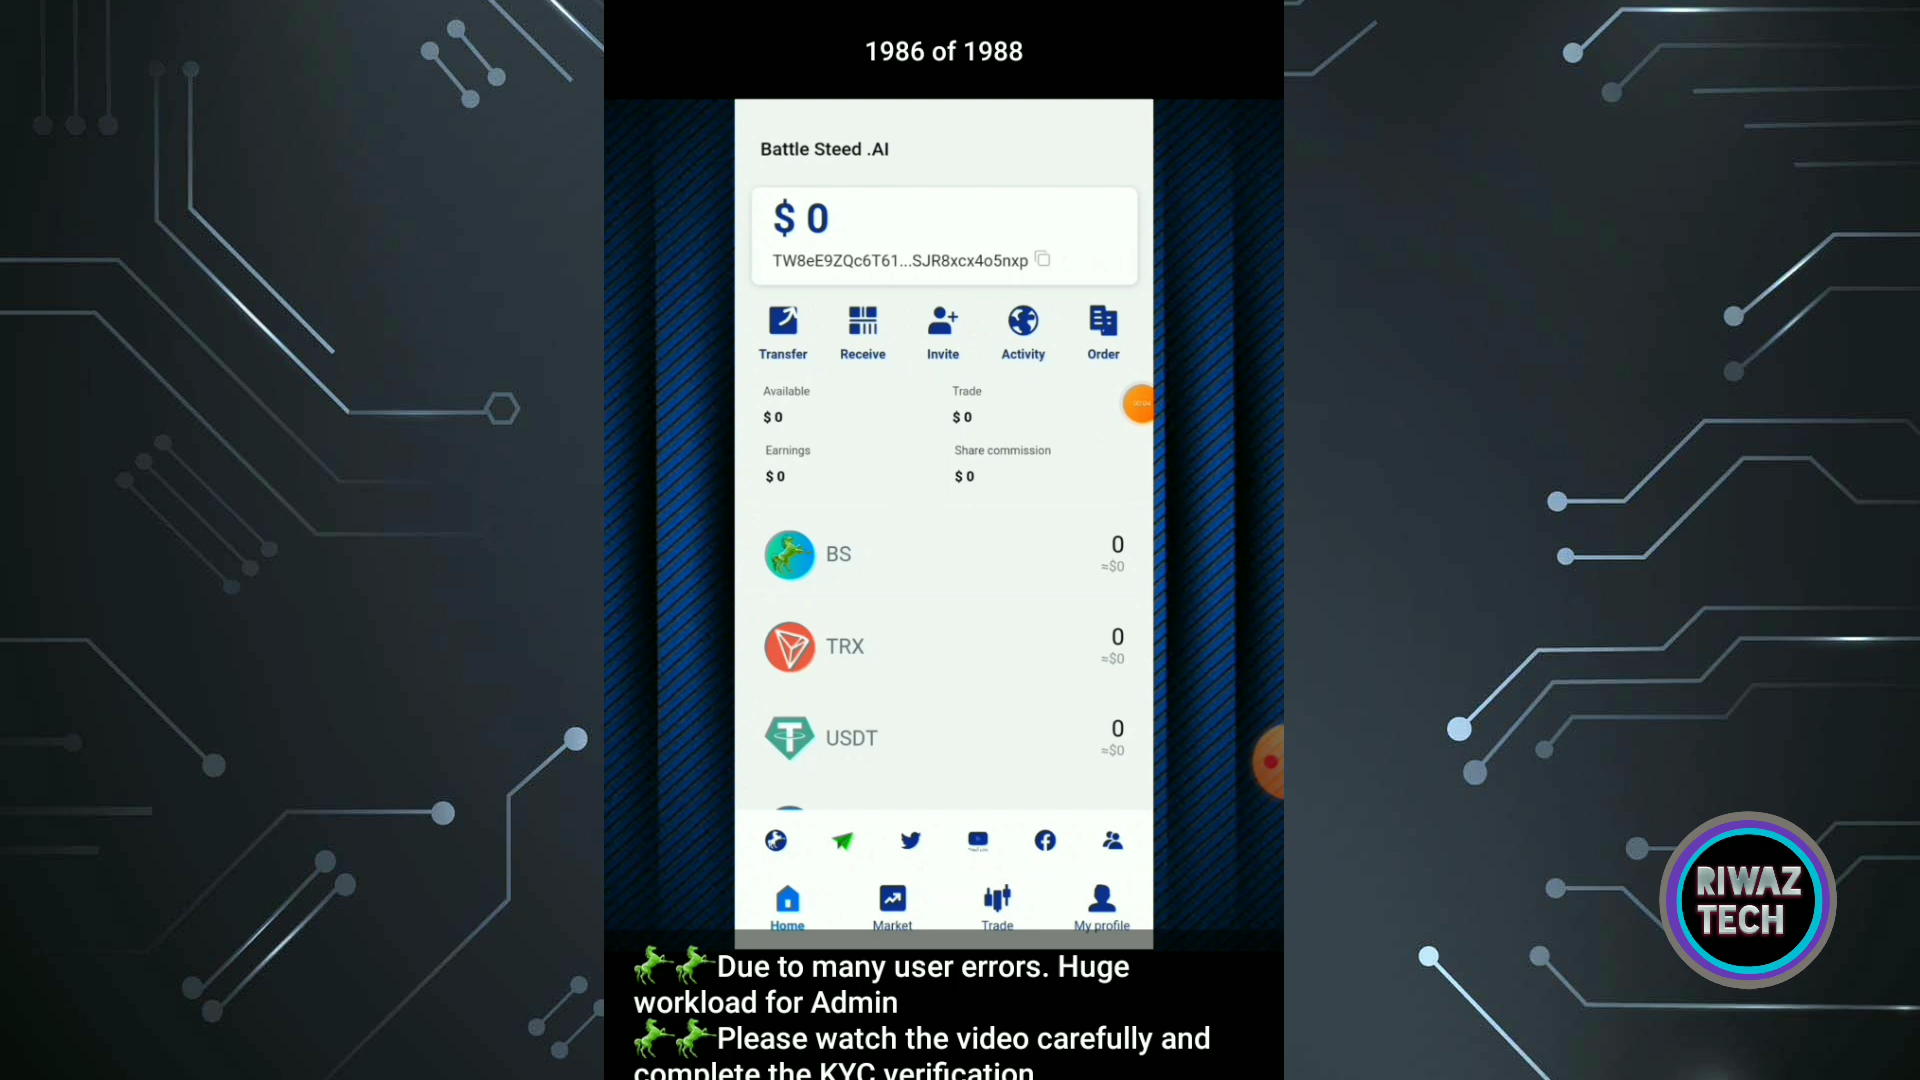 1986 of 1988
Battle Steed .AI
$ 0
TW8eE9ZQc6T61...SJR8xcx4o5nxp
Transfer Receive Invite Activity Order
Available Trade
$ 0 $ 0
Earnings Share commission
$ 0 $ 0
BS 0
≈$0
TRX 0
≈$0
USDT 0
≈$0
Home Market Trade My profile
Due to many user errors. Huge
workload for Admin
Please watch the video carefully and
complete the KYC verification
RIWAZ
TECH